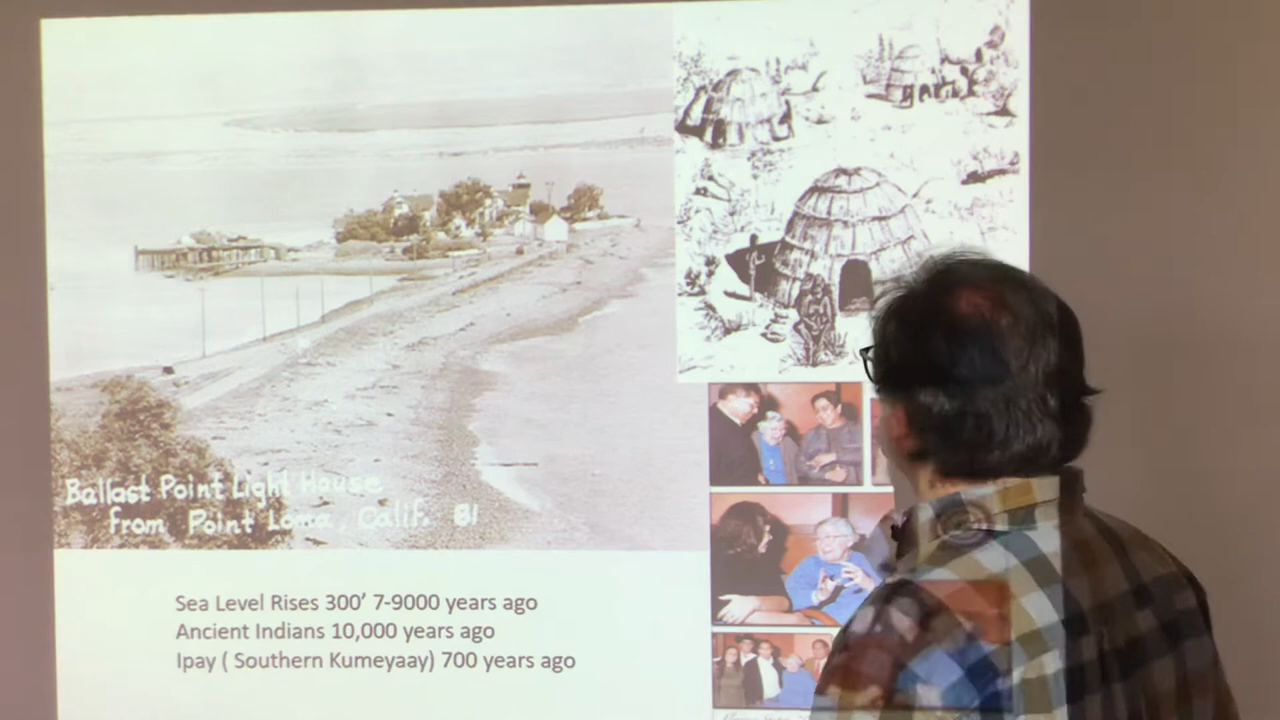 Ballast Point Light House
from Point Loma, Calif. 81
Sea Level Rises 300’ 7-9000 years ago
Ancient Indians 10,000 years ago
Ipay ( Southern Kumeyaay) 700 years ago